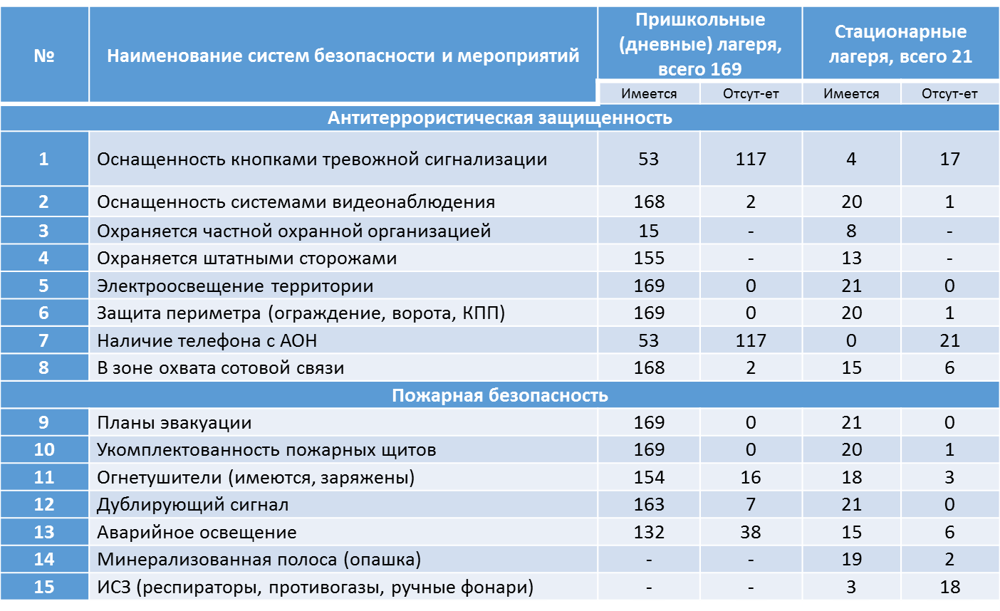 № Наименование систем безопасности и мероприятий Пришкольные (дневные) лагеря, всего 169 Стационарные лагеря, всего 21
Имеется Отсут-ет Имеется Отсут-ет
Антитеррористическая защищенность
1 Оснащенность кнопками тревожной сигнализации 53 117 4 17
2 Оснащенность системами видеонаблюдения 168 2 20 1
3 Охраняется частной охранной организацией 15 - 8 -
4 Охраняется штатными сторожами 155 - 13 -
5 Электроосвещение территории 169 0 21 0
6 Защита периметра (ограждение, ворота, КПП) 169 0 20 1
7 Наличие телефона с АОН 53 117 0 21
8 В зоне охвата сотовой связи 168 2 15 6
Пожарная безопасность
9 Планы эвакуации 169 0 21 0
10 Укомплектованность пожарных щитов 169 0 20 1
11 Огнетушители (имеются, заряжены) 154 16 18 3
12 Дублирующий сигнал 163 7 21 0
13 Аварийное освещение 132 38 15 6
14 Минерализованная полоса (опашка) - - 19 2
15 ИСЗ (респираторы, противогазы, ручные фонари) - - 3 18